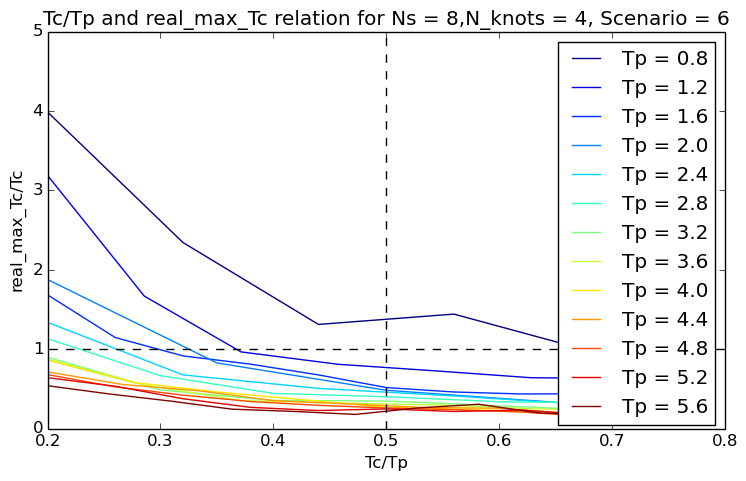 Tc/Tp and real_max_Tc relation for Ns = 8,N_knots = 4, Scenario = 6
5
4
3
2
1
0
real_max_Tc/Tc
0.2 0.3 0.4 0.5 0.6 0.7 0.8
Tc/Tp
Tp = 0.8
Tp = 1.2
Tp = 1.6
Tp = 2.0
Tp = 2.4
Tp = 2.8
Tp = 3.2
Tp = 3.6
Tp = 4.0
Tp = 4.4
Tp = 4.8
Tp = 5.2
Tp = 5.6